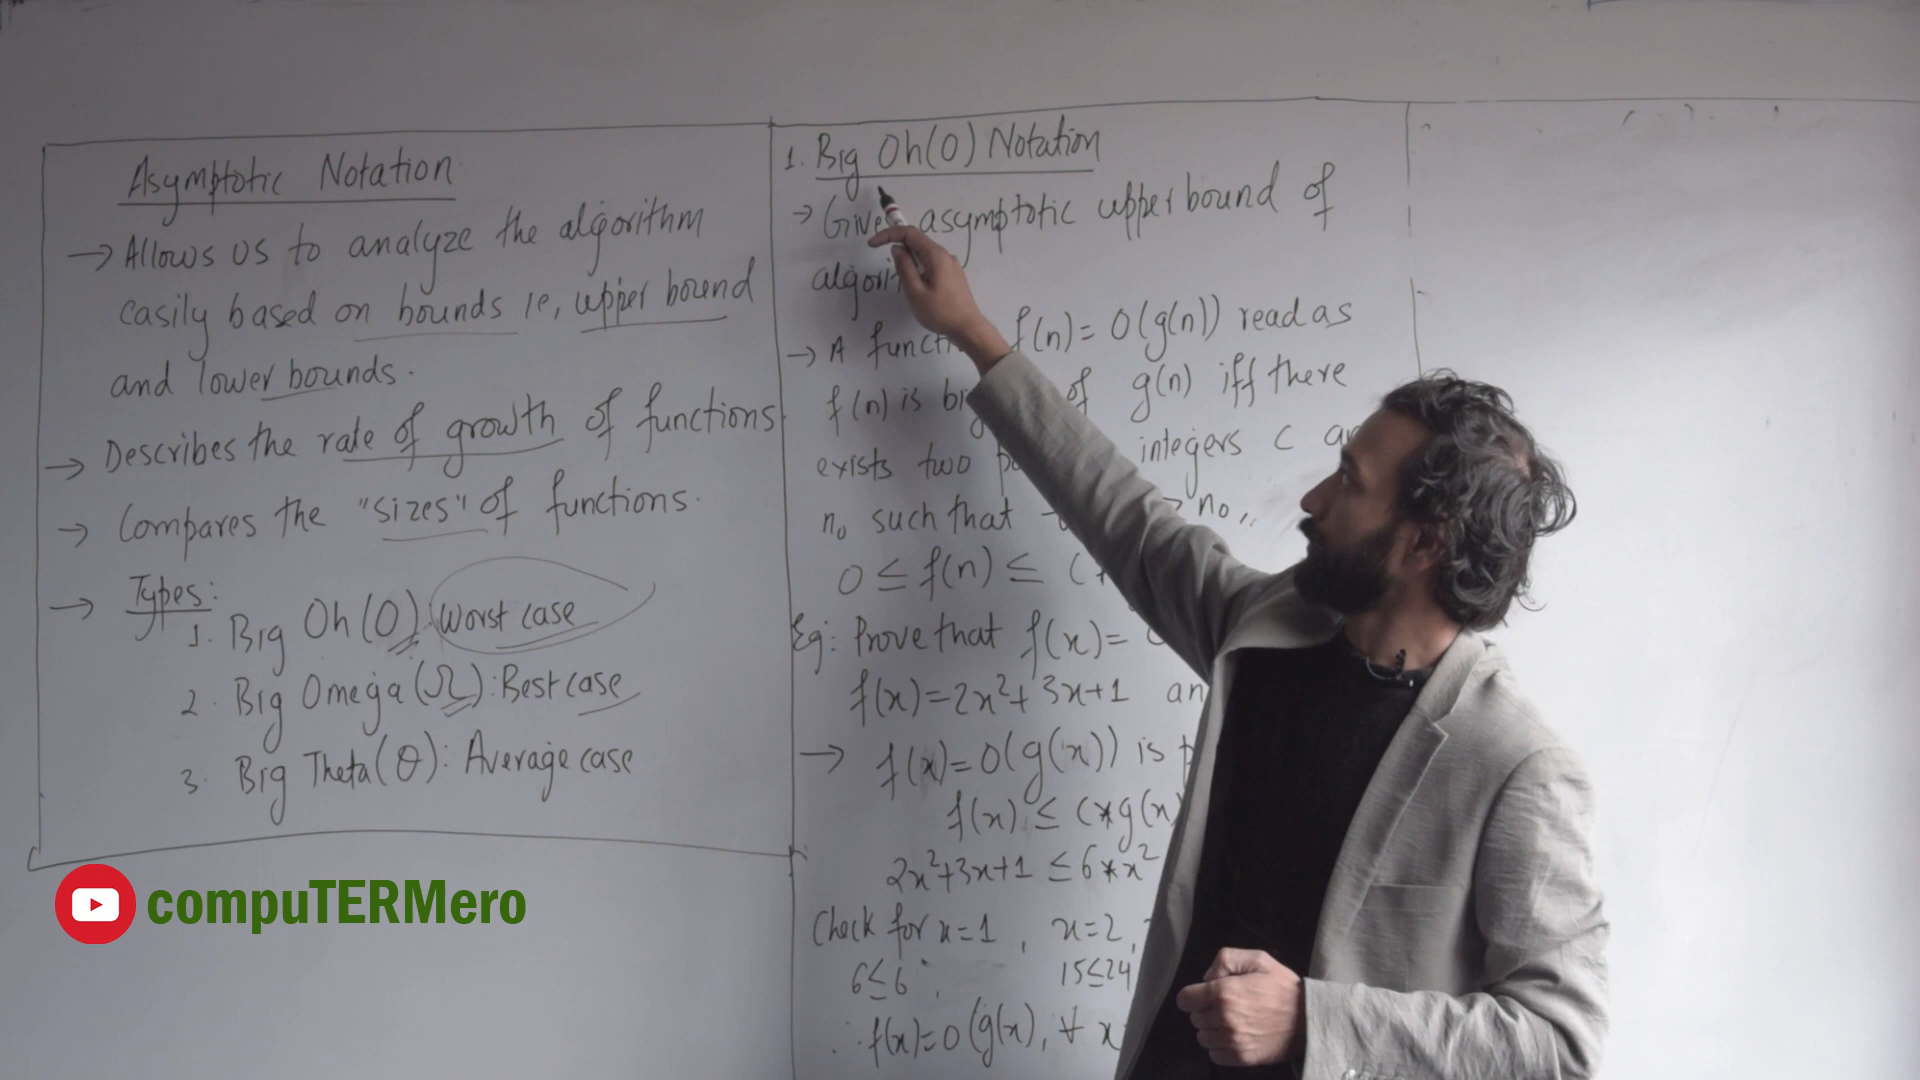 Asymptotic Notation
→ Allows us to analyze the algorithm
easily based on bounds ie, upper bound
and lower bounds.
→ Describes the rate of growth of functions
→ Compares the "sizes" of functions.
→ Types:
1. Big Oh (O): Worst case
2. Big Omega (Ω): Best case
3. Big Theta (θ): Average case
1. Big Oh(O) Notation
→ Gives asymptotic upper bound of
→ A f(n) = O(g(n)) read as
f(n) is of g(n) iff there
exists two integers c
n₀ such that n₀,,
0 ≤ f(n) ≤ c
Eg: Prove that f(x) =
f(x) = 2x²+3x+1
→ f(x) = O(g(x)) is
f(x) ≤ c*g(x)
2x²+3x+1 ≤ 6*x²
Check for x=1, x=2,
6≤6, 15≤24
∴ f(x)=O(g(x), ∀ x
compuTERMero